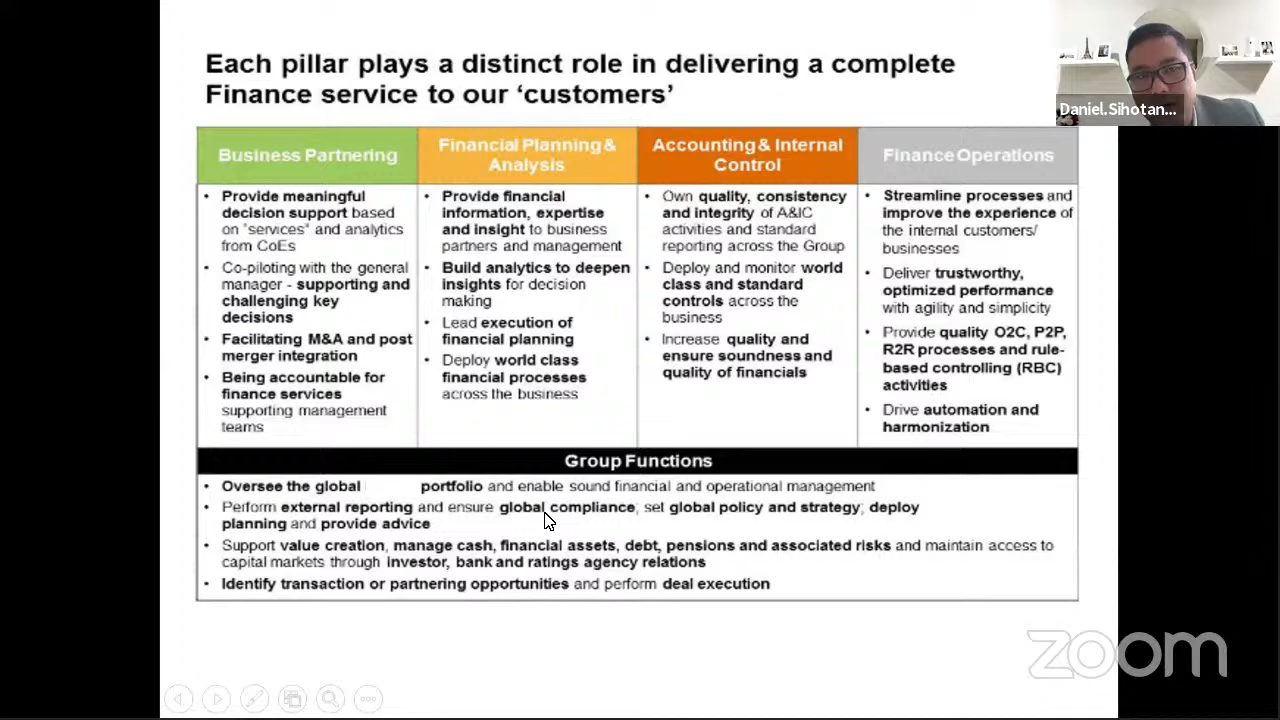 Each pillar plays a distinct role in delivering a complete
Finance service to our ‘customers’
Daniel.Sihotan...
Business Partnering
• Provide meaningful
decision support based
on "services" and analytics
from CoEs
• Co-piloting with the general
manager - supporting and
challenging key
decisions
• Facilitating M&A and post
merger integration
• Being accountable for
finance services
supporting management
teams
Financial Planning &
Analysis
• Provide financial
information, expertise
and insight to business
partners and management
• Build analytics to deepen
insights for decision
making
• Lead execution of
financial planning
• Deploy world class
financial processes
across the business
Accounting & Internal
Control
• Own quality, consistency
and integrity of A&IC
activities and standard
reporting across the Group
• Deploy and monitor world
class and standard
controls across the
business
• Increase quality and
ensure soundness and
quality of financials
Finance Operations
• Streamline processes and
improve the experience of
the internal customers/
businesses
• Deliver trustworthy,
optimized performance
with agility and simplicity
• Provide quality O2C, P2P,
R2R processes and rule-
based controlling (RBC)
activities
• Drive automation and
harmonization
Group Functions
• Oversee the global portfolio and enable sound financial and operational management
• Perform external reporting and ensure global compliance; set global policy and strategy; deploy
planning and provide advice
• Support value creation, manage cash, financial assets, debt, pensions and associated risks and maintain access to
capital markets through investor, bank and ratings agency relations
• Identify transaction or partnering opportunities and perform deal execution
zoom